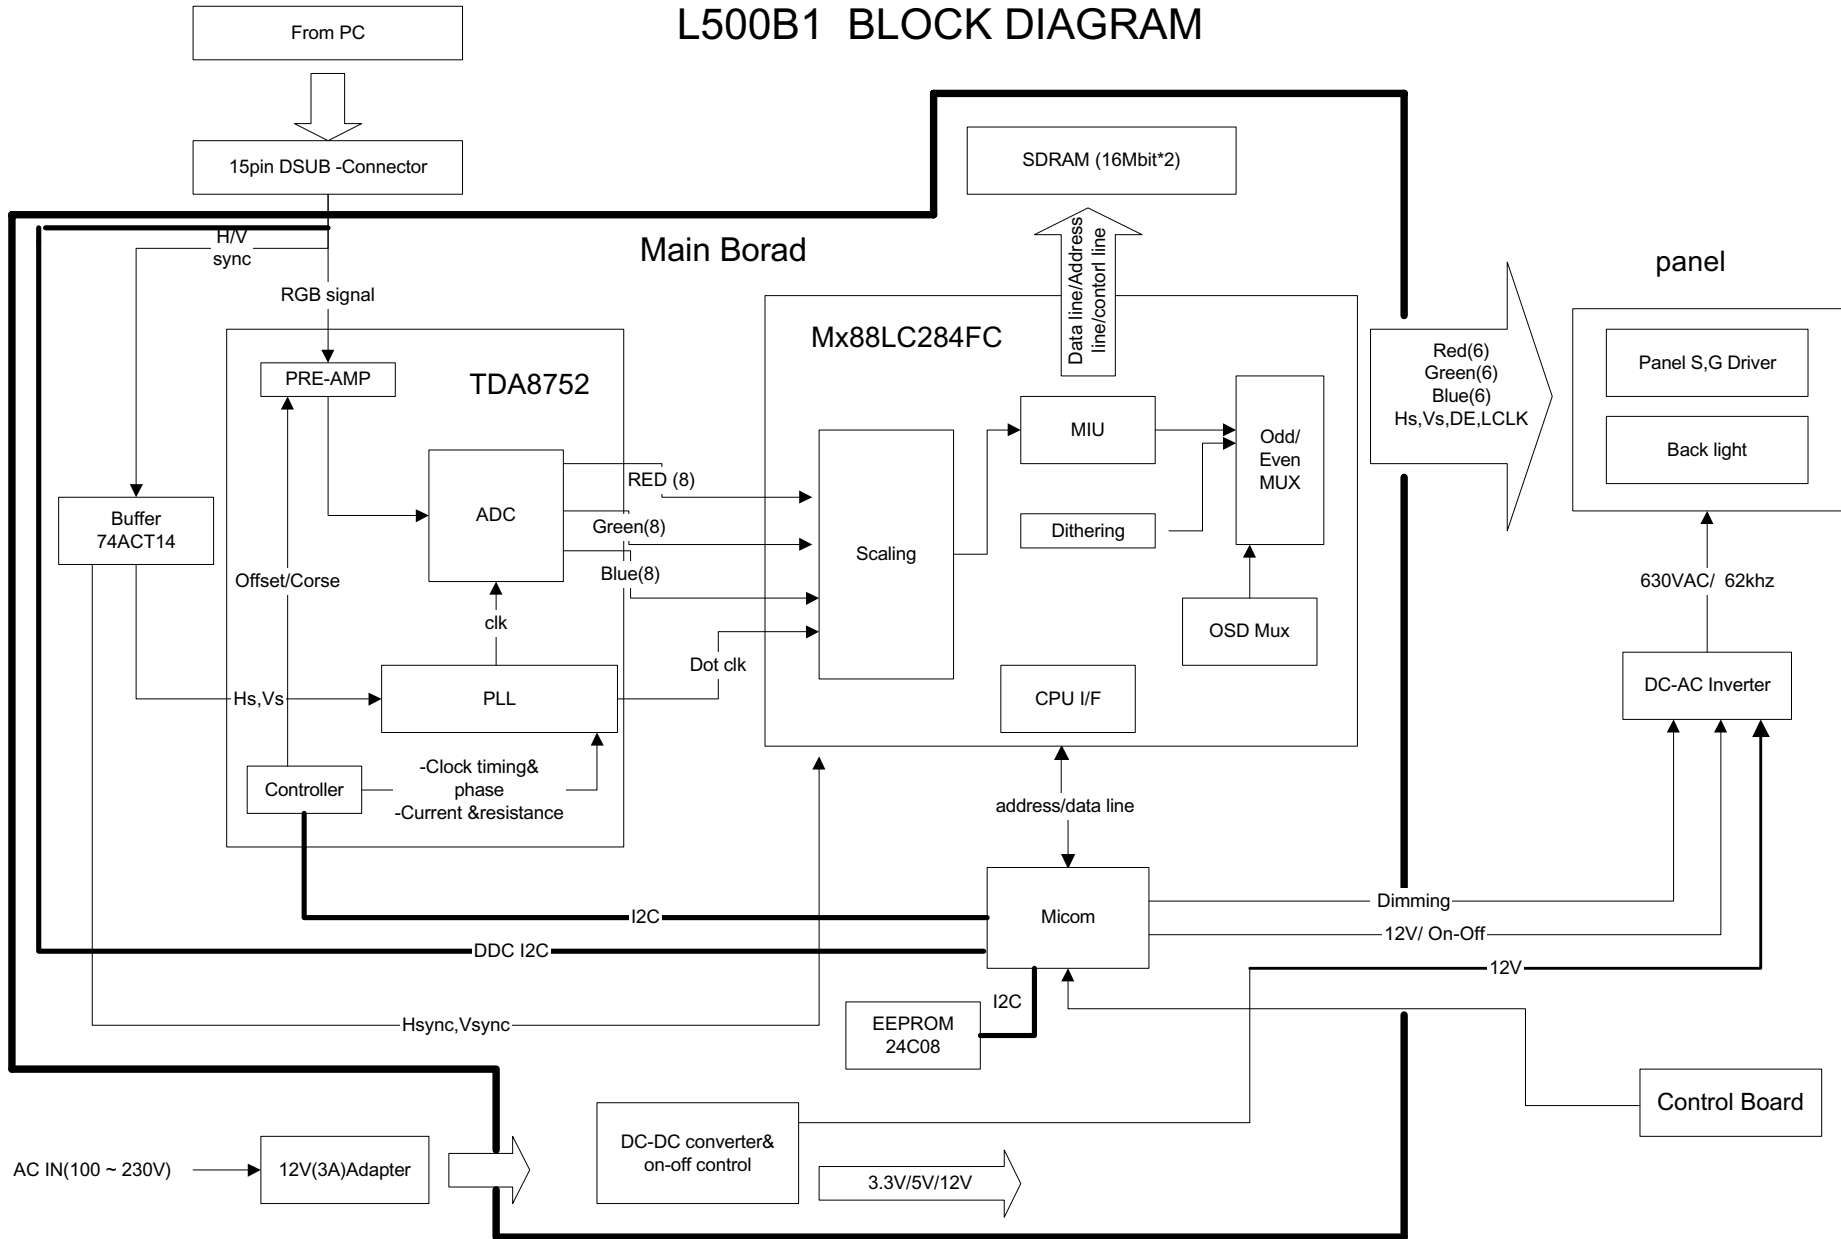 L500B1 BLOCK DIAGRAM
From PC
15pin DSUB -Connector
SDRAM (16Mbit*2)
H/V
sync
Main Borad
Data line/Address
line/contorl line
panel
RGB signal
Mx88LC284FC
Red(6)
Green(6)
Blue(6)
Hs,Vs,DE,LCLK
Panel S,G Driver
Back light
PRE-AMP
TDA8752
MIU
Odd/
Even
MUX
RED (8)
ADC
Green(8)
Blue(8)
Buffer
74ACT14
Scaling
Dithering
Offset/Corse
clk
OSD Mux
630VAC/ 62khz
Dot clk
Hs,Vs
PLL
CPU I/F
DC-AC Inverter
Controller
-Clock timing&
phase
-Current &resistance
address/data line
Micom
Dimming
I2C
12V/ On-Off
DDC I2C
12V
I2C
Hsync,Vsync
EEPROM
24C08
Control Board
AC IN(100 ~ 230V)
12V(3A)Adapter
DC-DC converter&
on-off control
3.3V/5V/12V